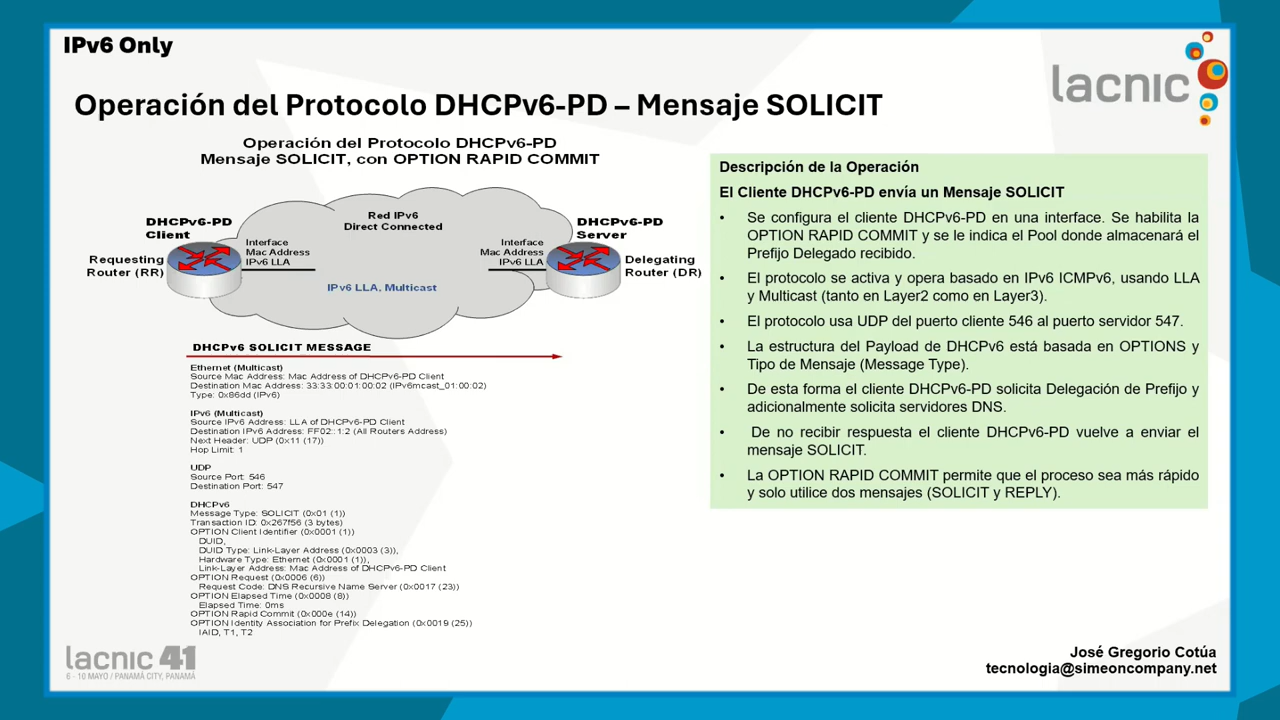 IPv6 Only
lacnic
Operación del Protocolo DHCPv6-PD – Mensaje SOLICIT
Operación del Protocolo DHCPv6-PD
Mensaje SOLICIT, con OPTION RAPID COMMIT
Red IPv6
Direct Connected
DHCPv6-PD
Client
DHCPv6-PD
Server
Requesting
Router (RR)
Interface
Mac Address
IPv6 LLA
Interface
Mac Address
IPv6 LLA
Delegating
Router (DR)
IPv6 LLA, Multicast
DHCPv6 SOLICIT MESSAGE
Ethernet (Multicast)
Source Mac Address: Mac Address of DHCPv6-PD Client
Destination Mac Address: 33:33:00:01:00:02 (IPv6mcast_01:00:02)
Type: 0x86dd (IPv6)
IPv6 (Multicast)
Source IPv6 Address: LLA of DHCPv6-PD Client
Destination IPv6 Address: FF02::1:2 (All Routers Address)
Next Header: UDP (0x11 (17))
Hop Limit: 1
UDP
Source Port: 546
Destination Port: 547
DHCPv6
Message Type: SOLICIT (0x01 (1))
Transaction ID: 0x267f56 (3 bytes)
OPTION Client Identifier (0x0001 (1))
DUID,
DUID Type: Link-Layer Address (0x0003 (3)),
Hardware Type: Ethernet (0x0001 (1)),
Link-Layer Address: Mac Address of DHCPv6-PD Client
OPTION Request (0x0006 (6))
Request Code: DNS Recursive Name Server (0x0017 (23))
OPTION Elapsed Time (0x0008 (8))
Elapsed Time: 0ms
OPTION Rapid Commit (0x000e (14))
OPTION Identity Association for Prefix Delegation (0x0019 (25))
IAID, T1, T2
Descripción de la Operación
El Cliente DHCPv6-PD envía un Mensaje SOLICIT
• Se configura el cliente DHCPv6-PD en una interface. Se habilita la
OPTION RAPID COMMIT y se le indica el Pool donde almacenará el
Prefijo Delegado recibido.
• El protocolo se activa y opera basado en IPv6 ICMPv6, usando LLA
y Multicast (tanto en Layer2 como en Layer3).
• El protocolo usa UDP del puerto cliente 546 al puerto servidor 547.
• La estructura del Payload de DHCPv6 está basada en OPTIONS y
Tipo de Mensaje (Message Type).
• De esta forma el cliente DHCPv6-PD solicita Delegación de Prefijo y
adicionalmente solicita servidores DNS.
• De no recibir respuesta el cliente DHCPv6-PD vuelve a enviar el
mensaje SOLICIT.
• La OPTION RAPID COMMIT permite que el proceso sea más rápido
y solo utilice dos mensajes (SOLICIT y REPLY).
lacnic 41
6 - 10 MAYO / PANAMÁ CITY, PANAMÁ
José Gregorio Cotúa
tecnologia@simeoncompany.net